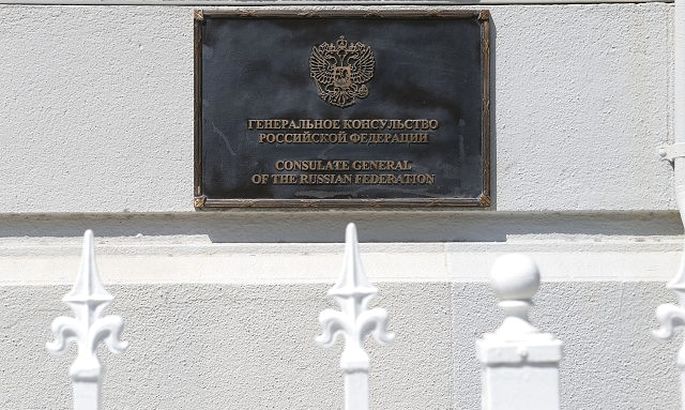 ГЕНЕРАЛЬНОЕ КОНСУЛЬСТВО
РОССИЙСКОЙ ФЕДЕРАЦИИ
CONSULATE GENERAL
OF THE RUSSIAN FEDERATION